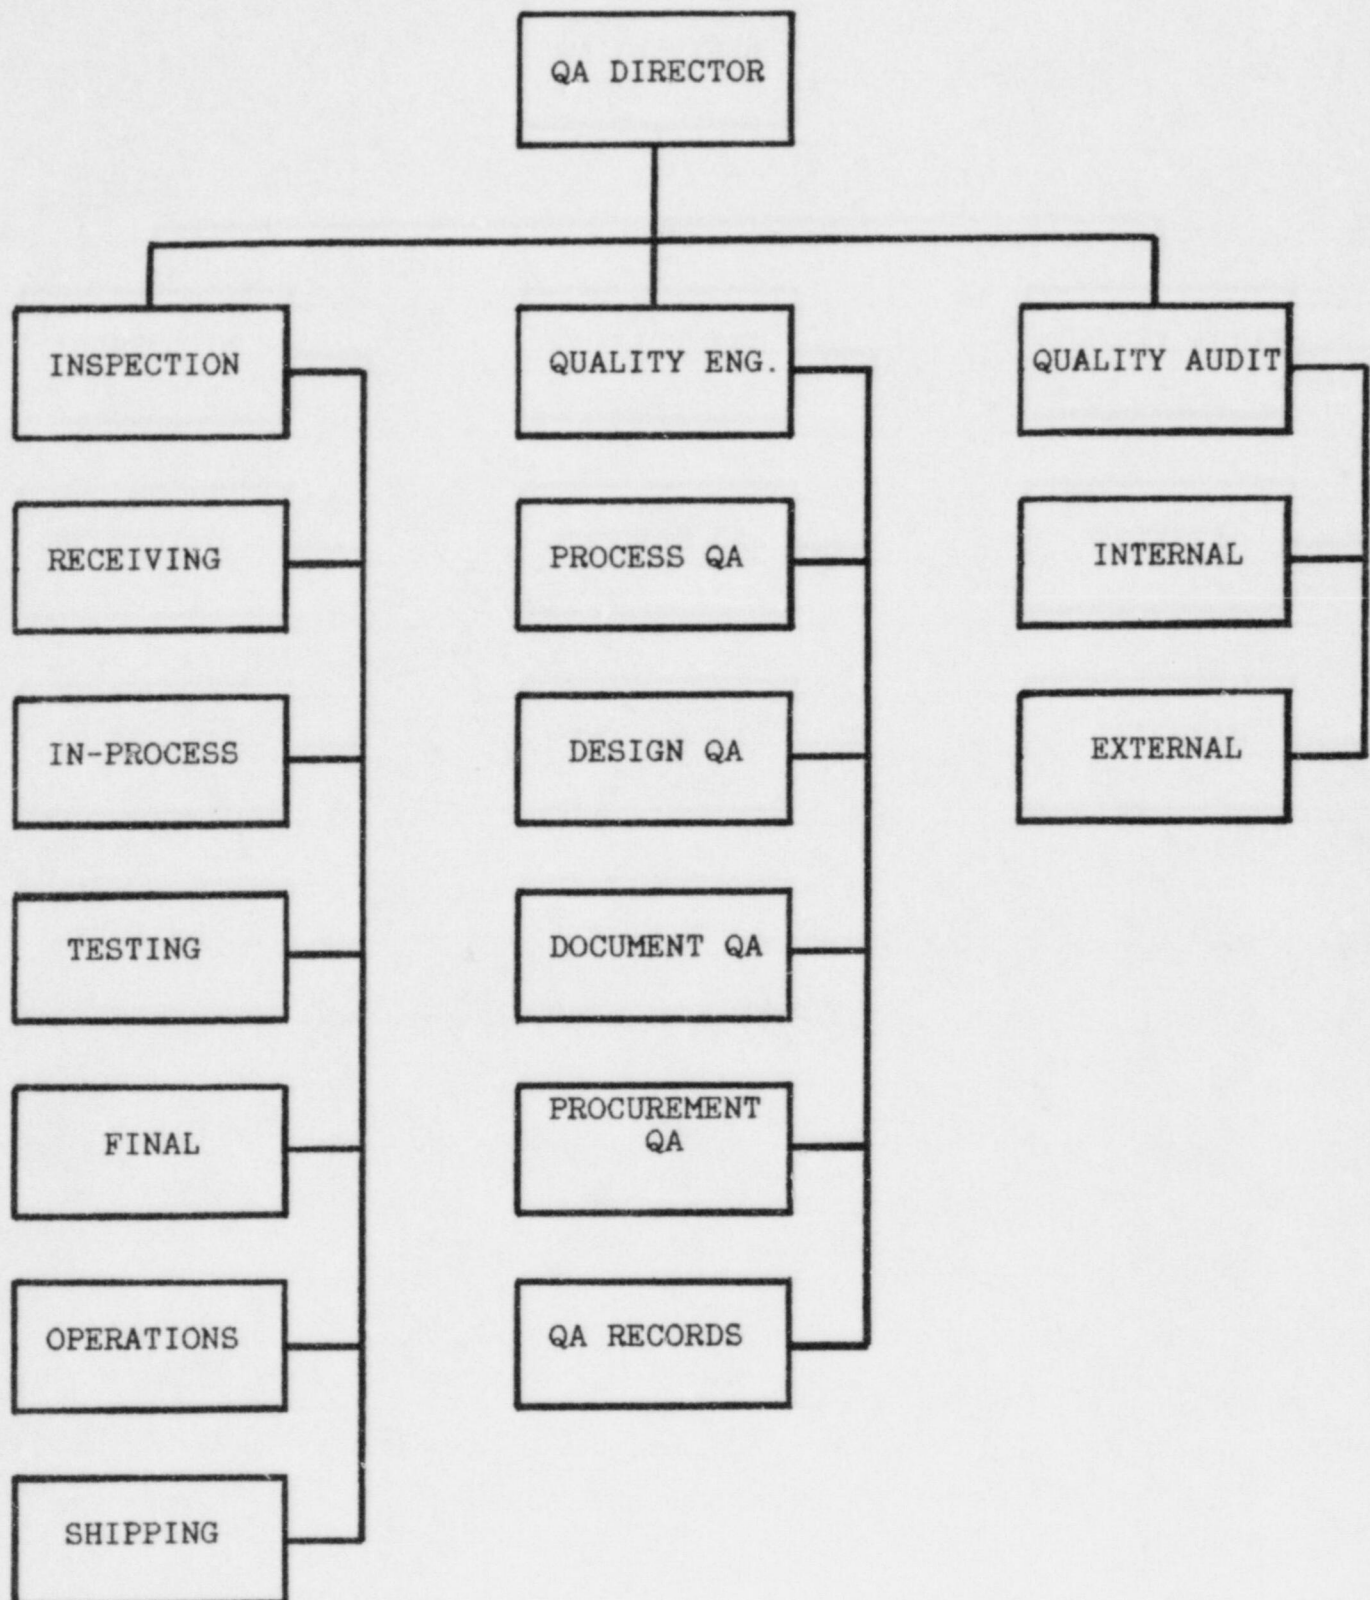 QA DIRECTOR
INSPECTION
RECEIVING
IN-PROCESS
TESTING
FINAL
OPERATIONS
SHIPPING
QUALITY ENG.
PROCESS QA
DESIGN QA
DOCUMENT QA
PROCUREMENT
QA
QA RECORDS
QUALITY AUDIT
INTERNAL
EXTERNAL